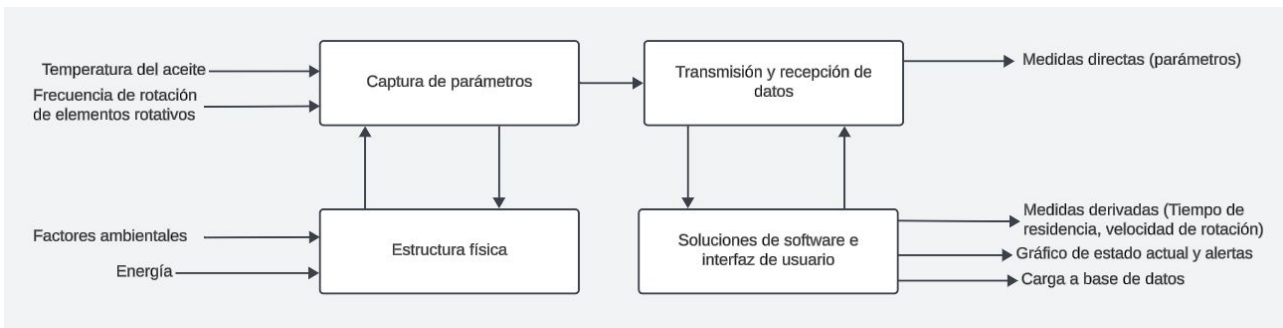 Temperatura del aceite
Frecuencia de rotación
de elementos rotativos
Captura de parámetros
Transmisión y recepción de
datos
Medidas directas (parámetros)
Factores ambientales
Energía
Estructura física
Soluciones de software e
interfaz de usuario
Medidas derivadas (Tiempo de
residencia, velocidad de rotación)
Gráfico de estado actual y alertas
Carga a base de datos